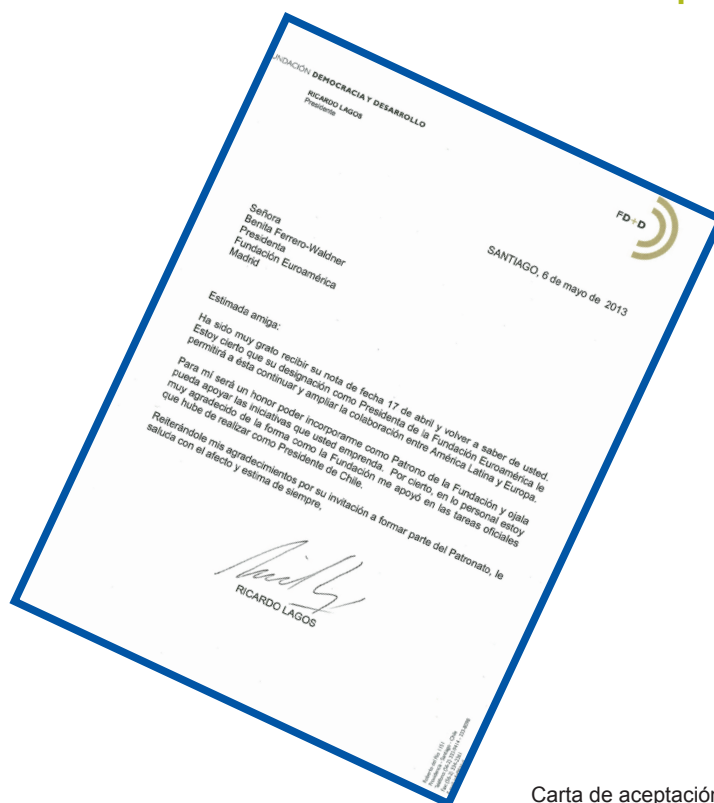 FUNDACIÓN DEMOCRACIA Y DESARROLLO
RICARDO LAGOS
Presidente
FD+D
SANTIAGO, 6 de mayo de 2013
Señora
Benita Ferrero-Waldner
Presidenta
Fundación Euroamérica
Madrid
Estimada amiga:
Ha sido muy grato recibir su nota de fecha 17 de abril y volver a saber de usted.
Estoy cierto que su designación como Presidenta de la Fundación Euroamérica le
permitirá a ésta continuar y ampliar la colaboración entre América Latina y Europa.
Para mí será un honor poder incorporarme como Patrono de la Fundación y ojala
pueda apoyar las iniciativas que usted emprenda. Por cierto, en lo personal estoy
muy agradecido de la forma como la Fundación me apoyó en las tareas oficiales
que hube de realizar como Presidente de Chile.
Reiterándole mis agradecimientos por su invitación a formar parte del Patronato, le
saluda con el afecto y estima de siempre,
RICARDO LAGOS
Providencia - Santiago - Chile
Carta de aceptación